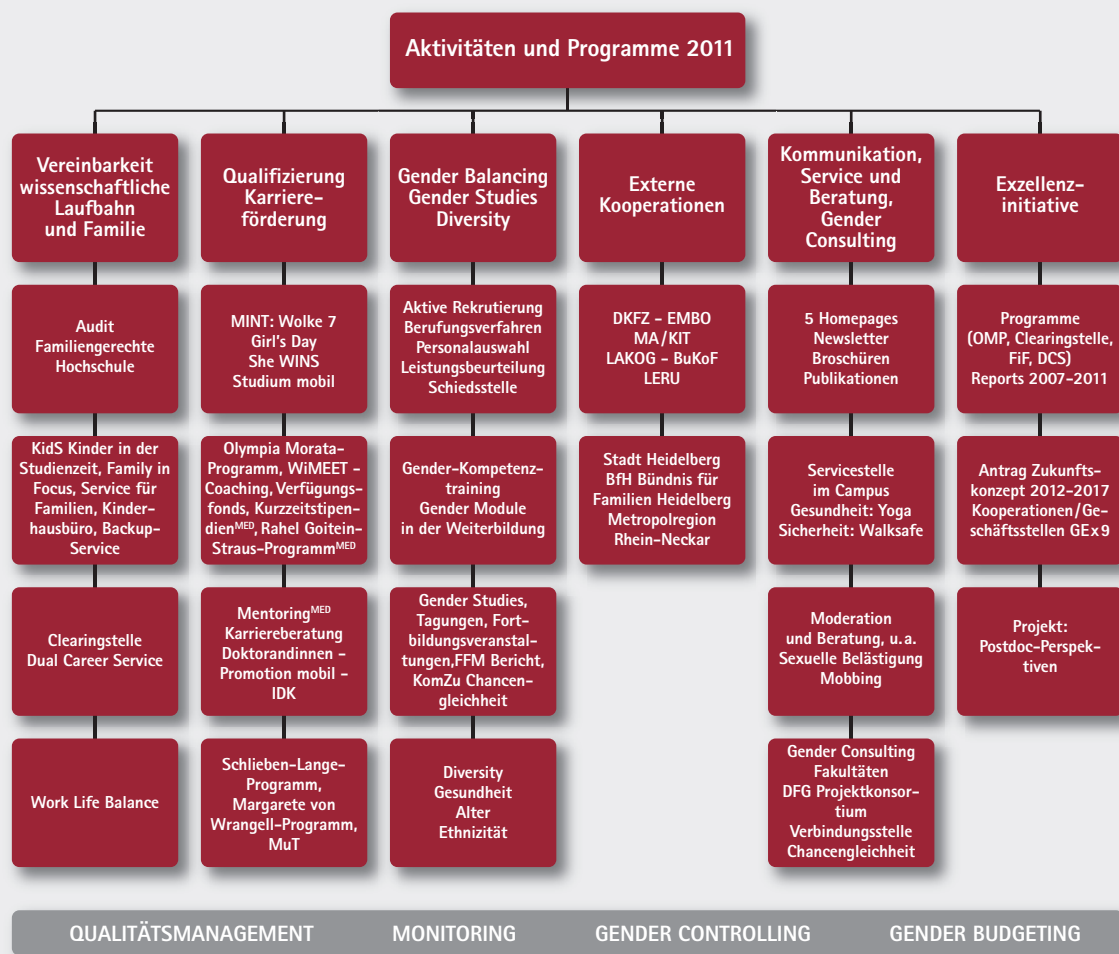 Aktivitäten und Programme 2011
Vereinbarkeit
wissenschaftliche
Laufbahn
und Familie
Audit
Familiengerechte
Hochschule
KidS Kinder in der
Studienzeit, Family in
Focus, Service für
Familien, Kinder-
hausbüro, Backup-
Service
Clearingstelle
Dual Career Service
Work Life Balance
Qualifizierung
Karriere-
förderung
MINT: Wolke 7
Girl's Day
She WINS
Studium mobil
Olympia Morata-
Programm, WiMEET -
Coaching, Verfügungs-
fonds, Kurzzeitstipen-
dienMED, Rahel Goitein-
Straus-ProgrammMED
MentoringMED
Karriereberatung
Doktorandinnen -
Promotion mobil -
IDK
Schlieben-Lange-
Programm,
Margarete von
Wrangell-Programm,
MuT
Gender Balancing
Gender Studies
Diversity
Aktive Rekrutierung
Berufungsverfahren
Personalauswahl
Leistungsbeurteilung
Schiedsstelle
Gender-Kompetenz-
training
Gender Module
in der Weiterbildung
Gender Studies,
Tagungen, Fort-
bildungsveranstal-
tungen,FFM Bericht,
KomZu Chancen-
gleichheit
Diversity
Gesundheit
Alter
Ethnizität
Externe
Kooperationen
DKFZ - EMBO
MA/KIT
LAKOG - BuKoF
LERU
Stadt Heidelberg
BfH Bündnis für
Familien Heidelberg
Metropolregion
Rhein-Neckar
Kommunikation,
Service und
Beratung,
Gender
Consulting
5 Homepages
Newsletter
Broschüren
Publikationen
Servicestelle
im Campus
Gesundheit: Yoga
Sicherheit: Walksafe
Moderation
und Beratung, u.a.
Sexuelle Belästigung
Mobbing
Gender Consulting
Fakultäten
DFG Projektkonsor-
tium
Verbindungsstelle
Chancengleichheit
Exzellenz-
initiative
Programme
(OMP, Clearingstelle,
FiF, DCS)
Reports 2007-2011
Antrag Zukunfts-
konzept 2012-2017
Kooperationen/Ge-
schäftsstellen GEx9
Projekt:
Postdoc-Perspek-
tiven
QUALITÄTSMANAGEMENT MONITORING GENDER CONTROLLING GENDER BUDGETING